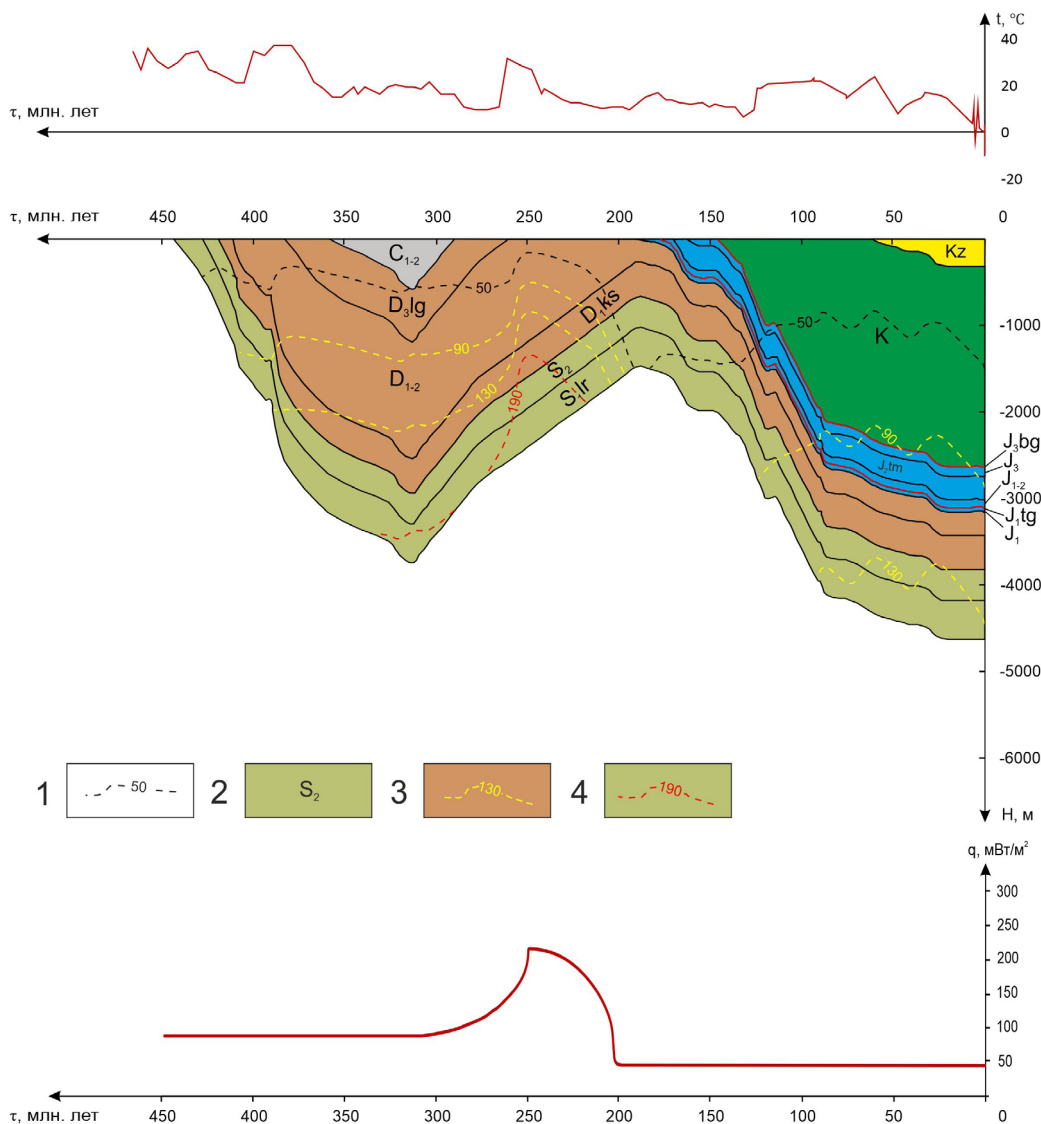 t, °C
40
20
τ, млн. лет
0
-20
τ, млн. лет
450 400 350 300 250 200 150 100 50 0
Kz
C₁₋₂
50
D₃lg
D₁ks
50
-1000
K
90
D₁₋₂
S₂
190
130
S₁lr
-2000
90
J₃bg
J₂tm
J₃
J₁₋₂
-3000
J₁tg
J₁
130
-4000
-5000
-6000
1 50 2 S₂ 3 130 4 190
H, м
q, мВт/м²
300
250
200
150
100
50
τ, млн. лет
450 400 350 300 250 200 150 100 50 0